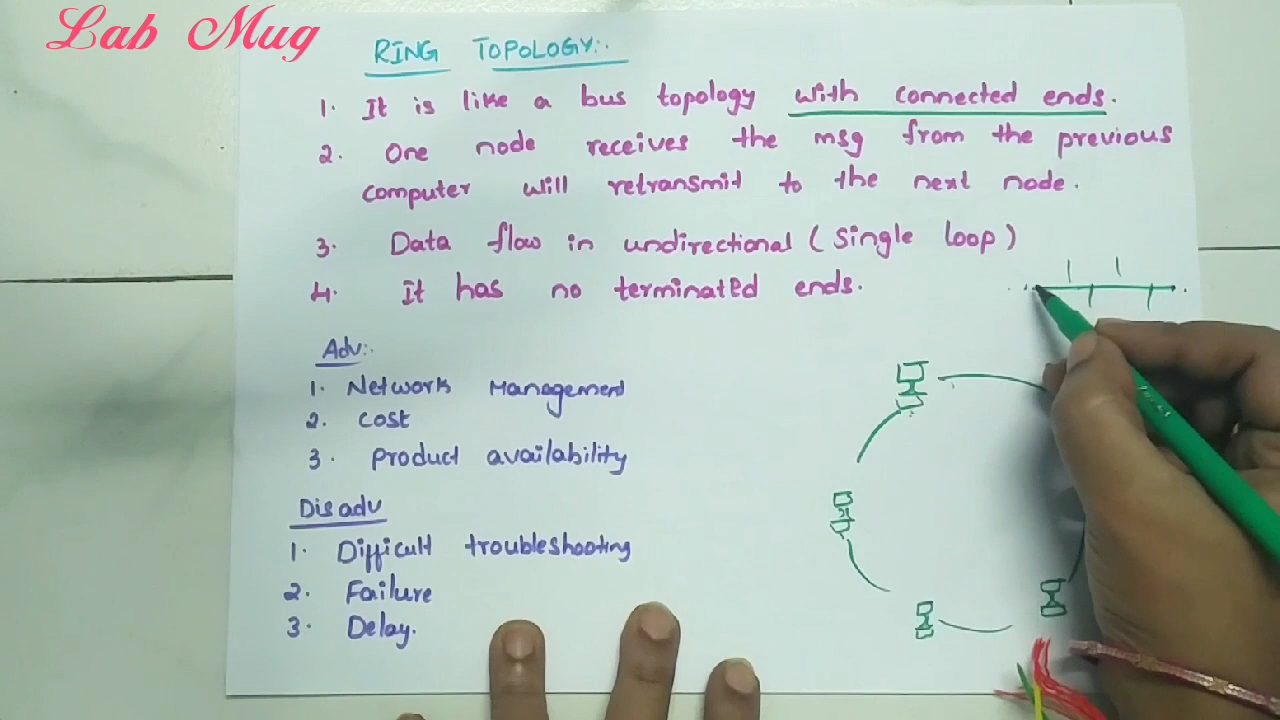 Lab Mug
RING TOPOLOGY:.
1. It is like a bus topology with connected ends.
2. One node receives the msg from the previous
computer will retransmit to the next node.
3. Data flow in undirectional (single loop)
4. It has no terminated ends.
Adv:.
1. Network Management
2. Cost
3. Product availability
Disadv
1. Difficult troubleshooting
2. Failure
3. Delay.